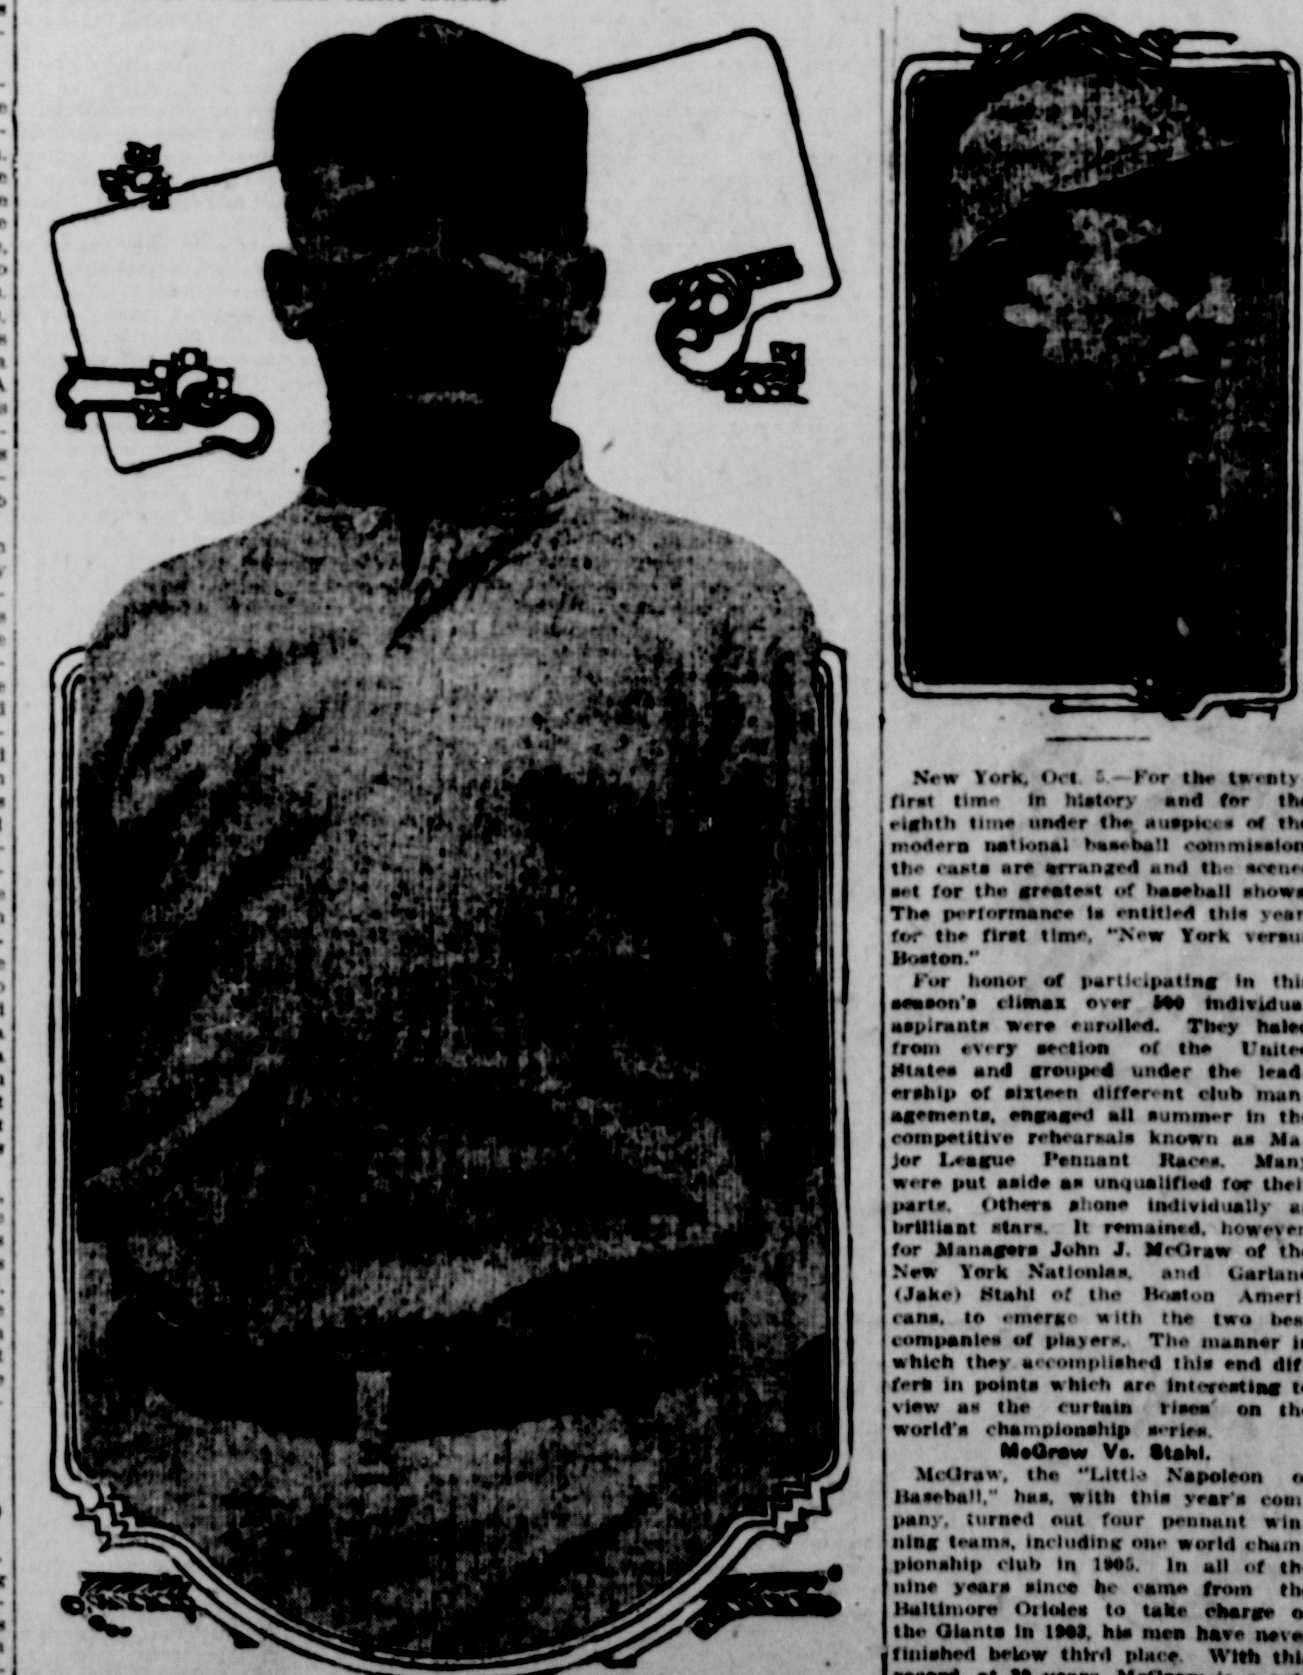 New York, Oct. 5.—For the twenty-
first time in history and for the
eighth time under the auspices of the
modern national baseball commission
the casts are arranged and the scenes
set for the greatest of baseball shows.
The performance is entitled this year,
for the first time, "New York versus
Boston."
For honor of participating in this
season's climax over 500 individual
aspirants were enrolled. They haled
from every section of the United
States and grouped under the lead-
ership of sixteen different club man-
agements, engaged all summer in the
competitive rehearsals known as Ma-
jor League Pennant Races. Many
were put aside as unqualified for their
parts. Others shone individually as
brilliant stars. It remained, however,
for Managers John J. McGraw of the
New York Nationlas, and Garland
(Jake) Stahl of the Boston Ameri-
cans, to emerge with the two best
companies of players. The manner in
which they accomplished this end dif-
fers in points which are interesting to
view as the curtain rises on the
world's championship series.
McGraw Vs. Stahl.
McGraw, the "Little Napoleon of
Baseball," has, with this year's com-
pany, turned out four pennant win-
ning teams, including one world cham-
pionship club in 1905. In all of the
nine years since he came from the
Baltimore Orioles to take charge of
the Giants in 1903, his men have never
finished below third place. With this